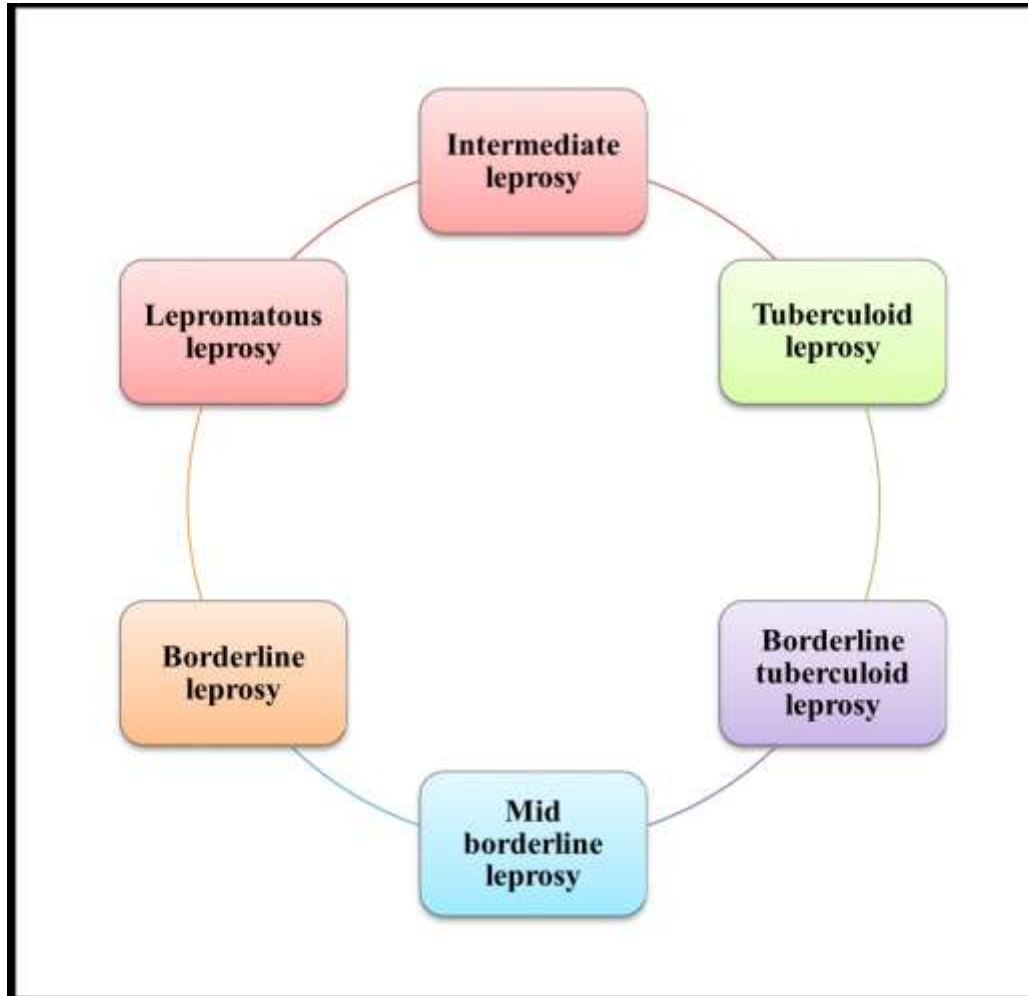 Intermediate
leprosy
Tuberculoid
leprosy
Borderline
tuberculoid
leprosy
Mid
borderline
leprosy
Borderline
leprosy
Lepromatous
leprosy